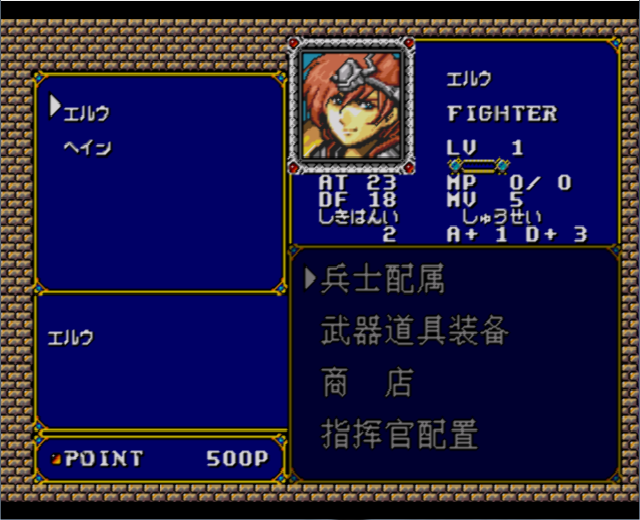 エルウ
ヘイン
エルウ
POINT 500P
エルウ
FIGHTER
LV 1
AT 23 MP 0/ 0
DF 18 MV 5
しきはんい しゅうせい
2 A+ 1 D+ 3
兵士配属
武器道具装备
商 店
指挥官配置